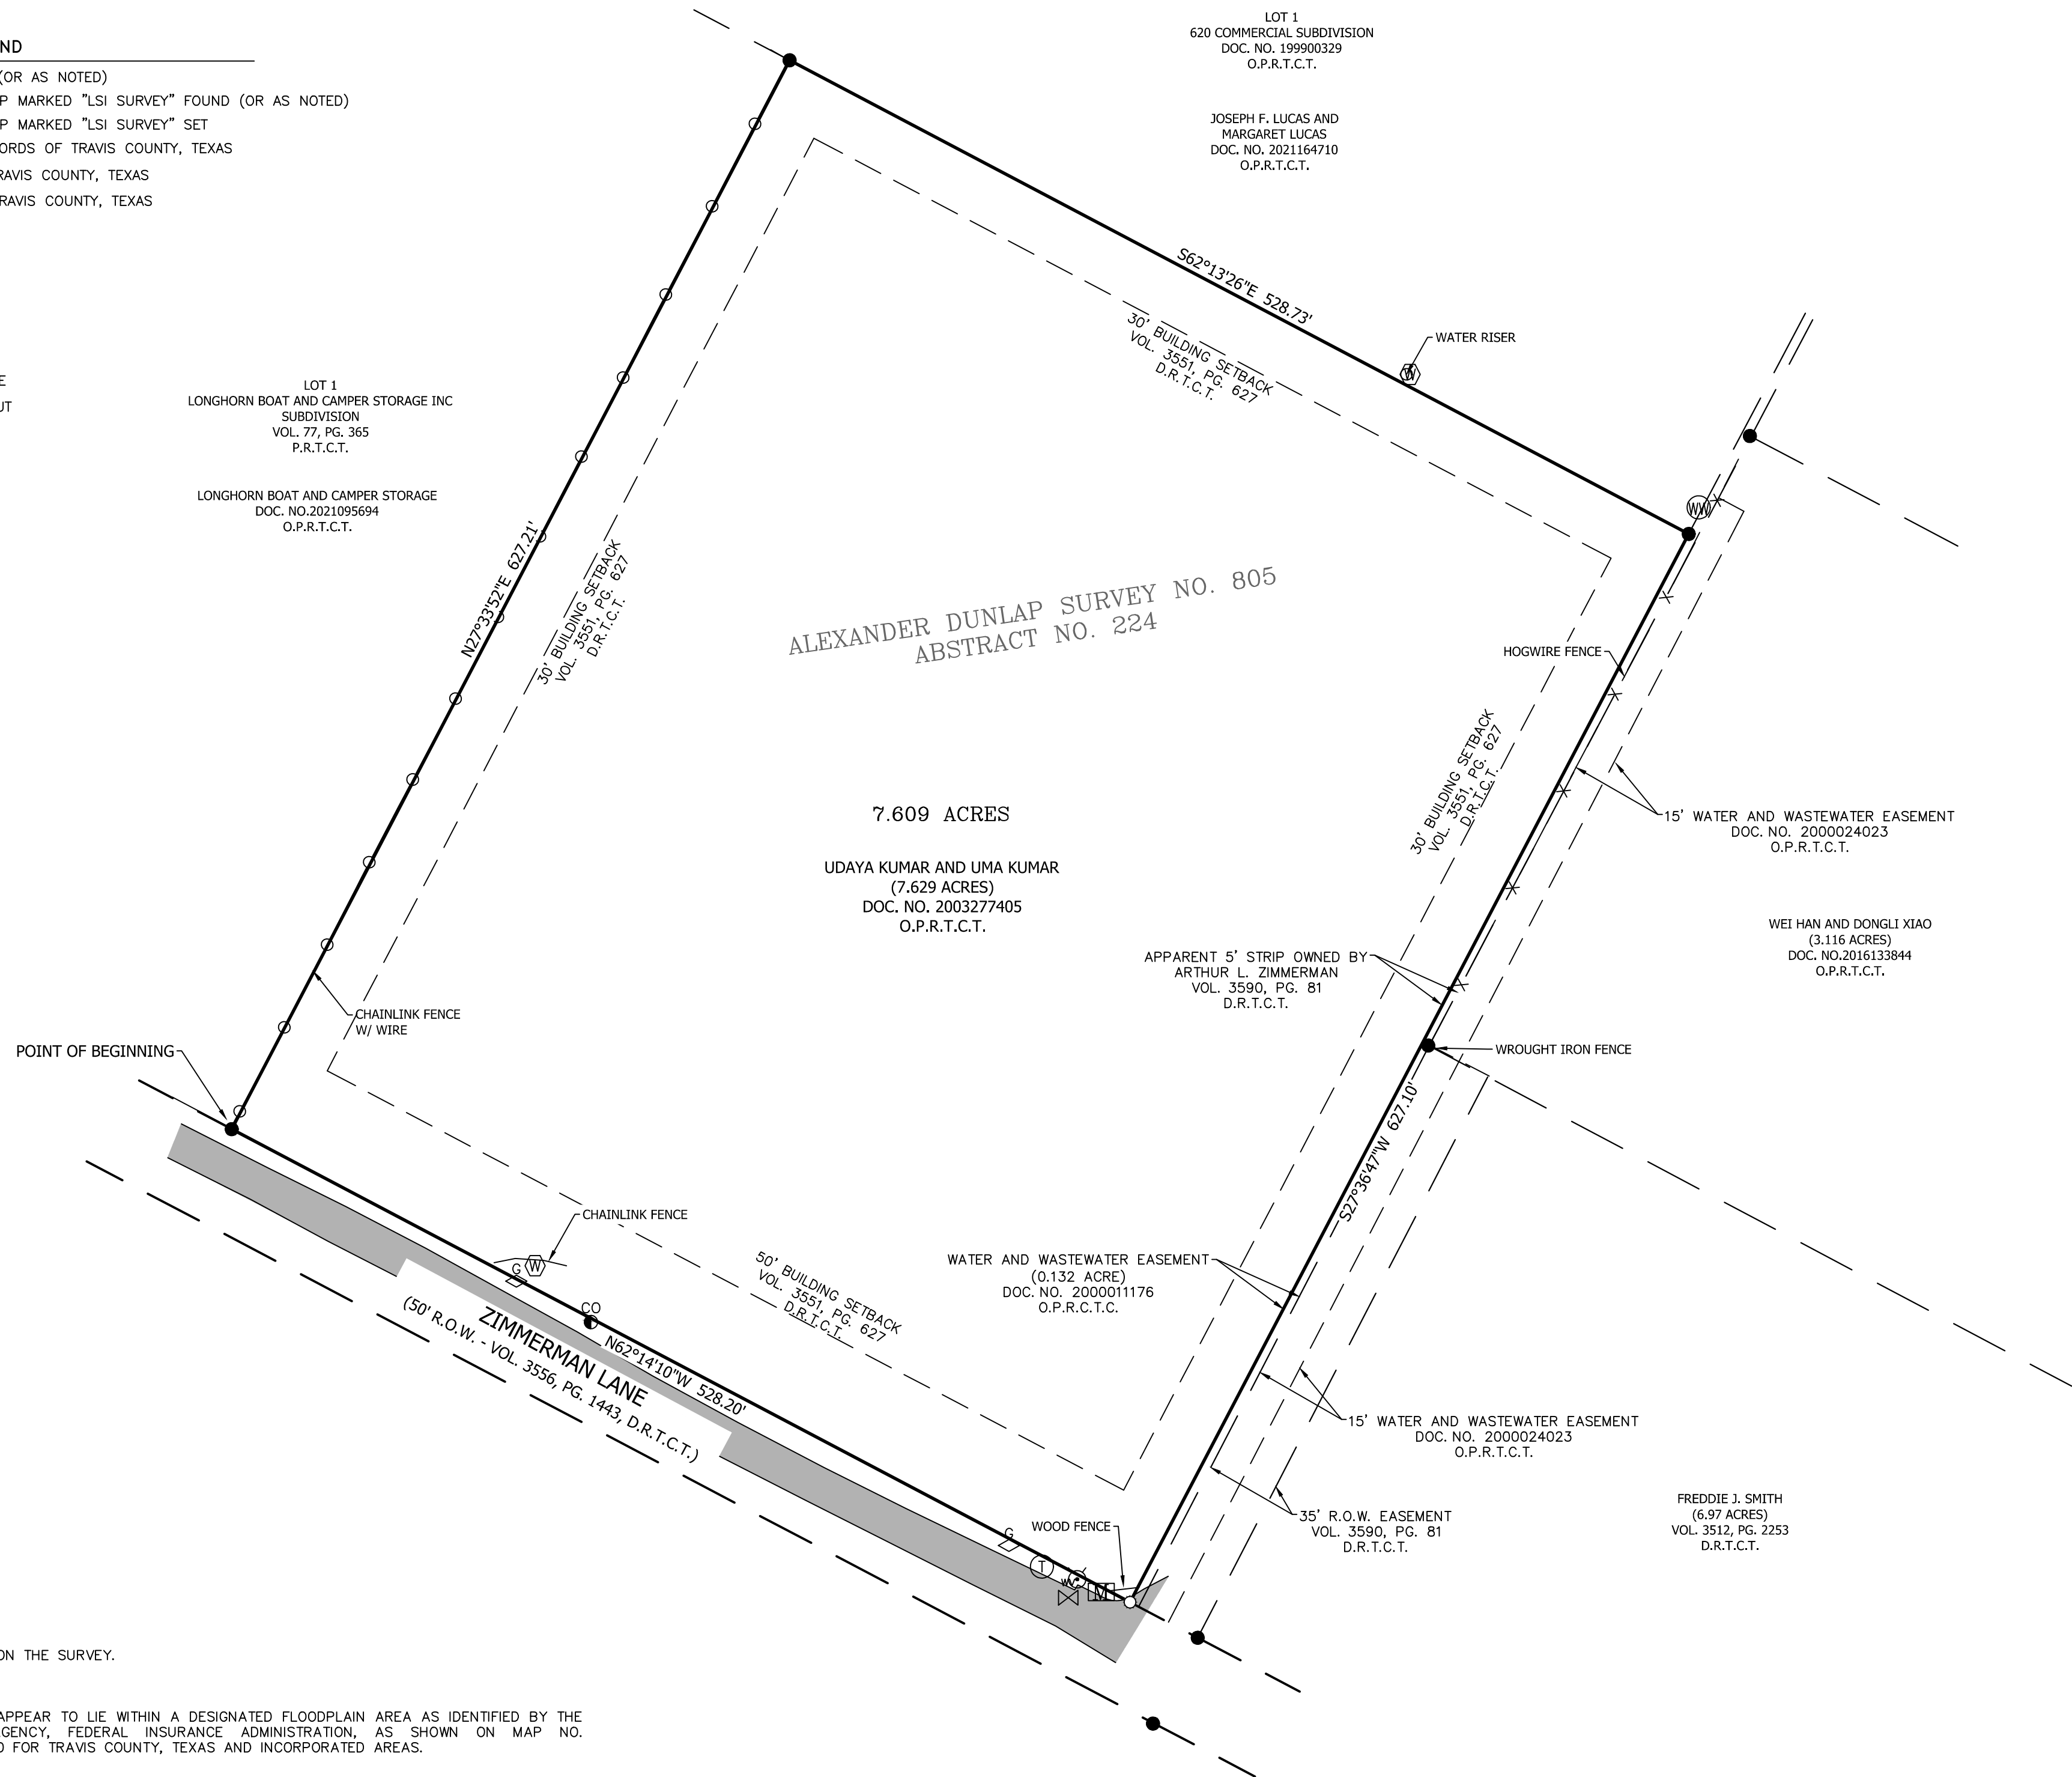 ND
(OR AS NOTED)
P MARKED "LSI SURVEY" FOUND (OR AS NOTED)
P MARKED "LSI SURVEY" SET
ORDS OF TRAVIS COUNTY, TEXAS
RAVIS COUNTY, TEXAS
RAVIS COUNTY, TEXAS
E
UT
LOT 1
620 COMMERCIAL SUBDIVISION
DOC. NO. 199900329
O.P.R.T.C.T.
JOSEPH F. LUCAS AND
MARGARET LUCAS
DOC. NO. 2021164710
O.P.R.T.C.T.
S62°13'26"E 528.73'
30' BUILDING SETBACK
VOL. 3551, PG. 627
D.R.T.C.T.
WATER RISER
W
WW
LOT 1
LONGHORN BOAT AND CAMPER STORAGE INC
SUBDIVISION
VOL. 77, PG. 365
P.R.T.C.T.
LONGHORN BOAT AND CAMPER STORAGE
DOC. NO.2021095694
O.P.R.T.C.T.
N27°33'52"E 627.21'
30' BUILDING SETBACK
VOL. 3551, PG. 627
D.R.T.C.T.
ALEXANDER DUNLAP SURVEY NO. 805
ABSTRACT NO. 224
HOGWIRE FENCE
30' BUILDING SETBACK
VOL. 3551, PG. 627
D.R.T.C.T.
7.609 ACRES
UDAYA KUMAR AND UMA KUMAR
(7.629 ACRES)
DOC. NO. 2003277405
O.P.R.T.C.T.
15' WATER AND WASTEWATER EASEMENT
DOC. NO. 2000024023
O.P.R.T.C.T.
WEI HAN AND DONGLI XIAO
(3.116 ACRES)
DOC. NO.2016133844
O.P.R.T.C.T.
APPARENT 5' STRIP OWNED BY
ARTHUR L. ZIMMERMAN
VOL. 3590, PG. 81
D.R.T.C.T.
CHAINLINK FENCE
W/ WIRE
POINT OF BEGINNING
WROUGHT IRON FENCE
S27°36'47"W 627.10'
CHAINLINK FENCE
G
W
CO
50' BUILDING SETBACK
VOL. 3551, PG. 627
D.R.T.C.T.
WATER AND WASTEWATER EASEMENT
(0.132 ACRE)
DOC. NO. 2000011176
O.P.R.C.T.C.
N62°14'10"W 528.20'
ZIMMERMAN LANE
(50' R.O.W. - VOL. 3556, PG. 1443, D.R.T.C.T.)
15' WATER AND WASTEWATER EASEMENT
DOC. NO. 2000024023
O.P.R.T.C.T.
35' R.O.W. EASEMENT
VOL. 3590, PG. 81
D.R.T.C.T.
FREDDIE J. SMITH
(6.97 ACRES)
VOL. 3512, PG. 2253
D.R.T.C.T.
WOOD FENCE
G
T
M
ON THE SURVEY.
APPEAR TO LIE WITHIN A DESIGNATED FLOODPLAIN AREA AS IDENTIFIED BY THE
GENCY, FEDERAL INSURANCE ADMINISTRATION, AS SHOWN ON MAP NO.
D FOR TRAVIS COUNTY, TEXAS AND INCORPORATED AREAS.